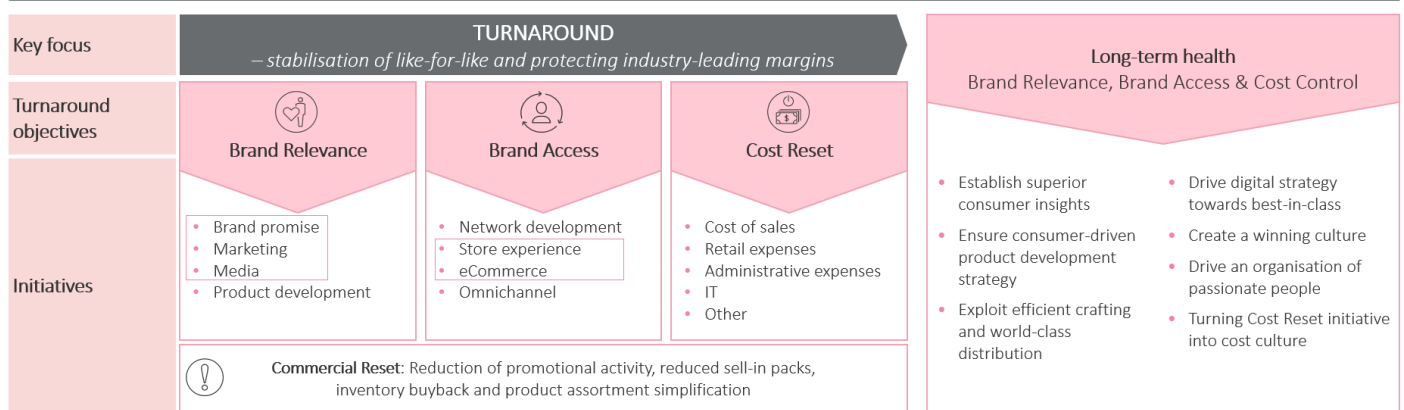 Key focus
TURNAROUND
– stabilisation of like-for-like and protecting industry-leading margins
Turnaround
objectives
Brand Relevance
Brand Access
Cost Reset
Initiatives
• Brand promise
• Marketing
• Media
• Product development
• Network development
• Store experience
• eCommerce
• Omnichannel
• Cost of sales
• Retail expenses
• Administrative expenses
• IT
• Other
Commercial Reset: Reduction of promotional activity, reduced sell-in packs,
inventory buyback and product assortment simplification
Long-term health
Brand Relevance, Brand Access & Cost Control
• Establish superior
consumer insights
• Ensure consumer-driven
product development
strategy
• Exploit efficient crafting
and world-class
distribution
• Drive digital strategy
towards best-in-class
• Create a winning culture
• Drive an organisation of
passionate people
• Turning Cost Reset initiative
into cost culture